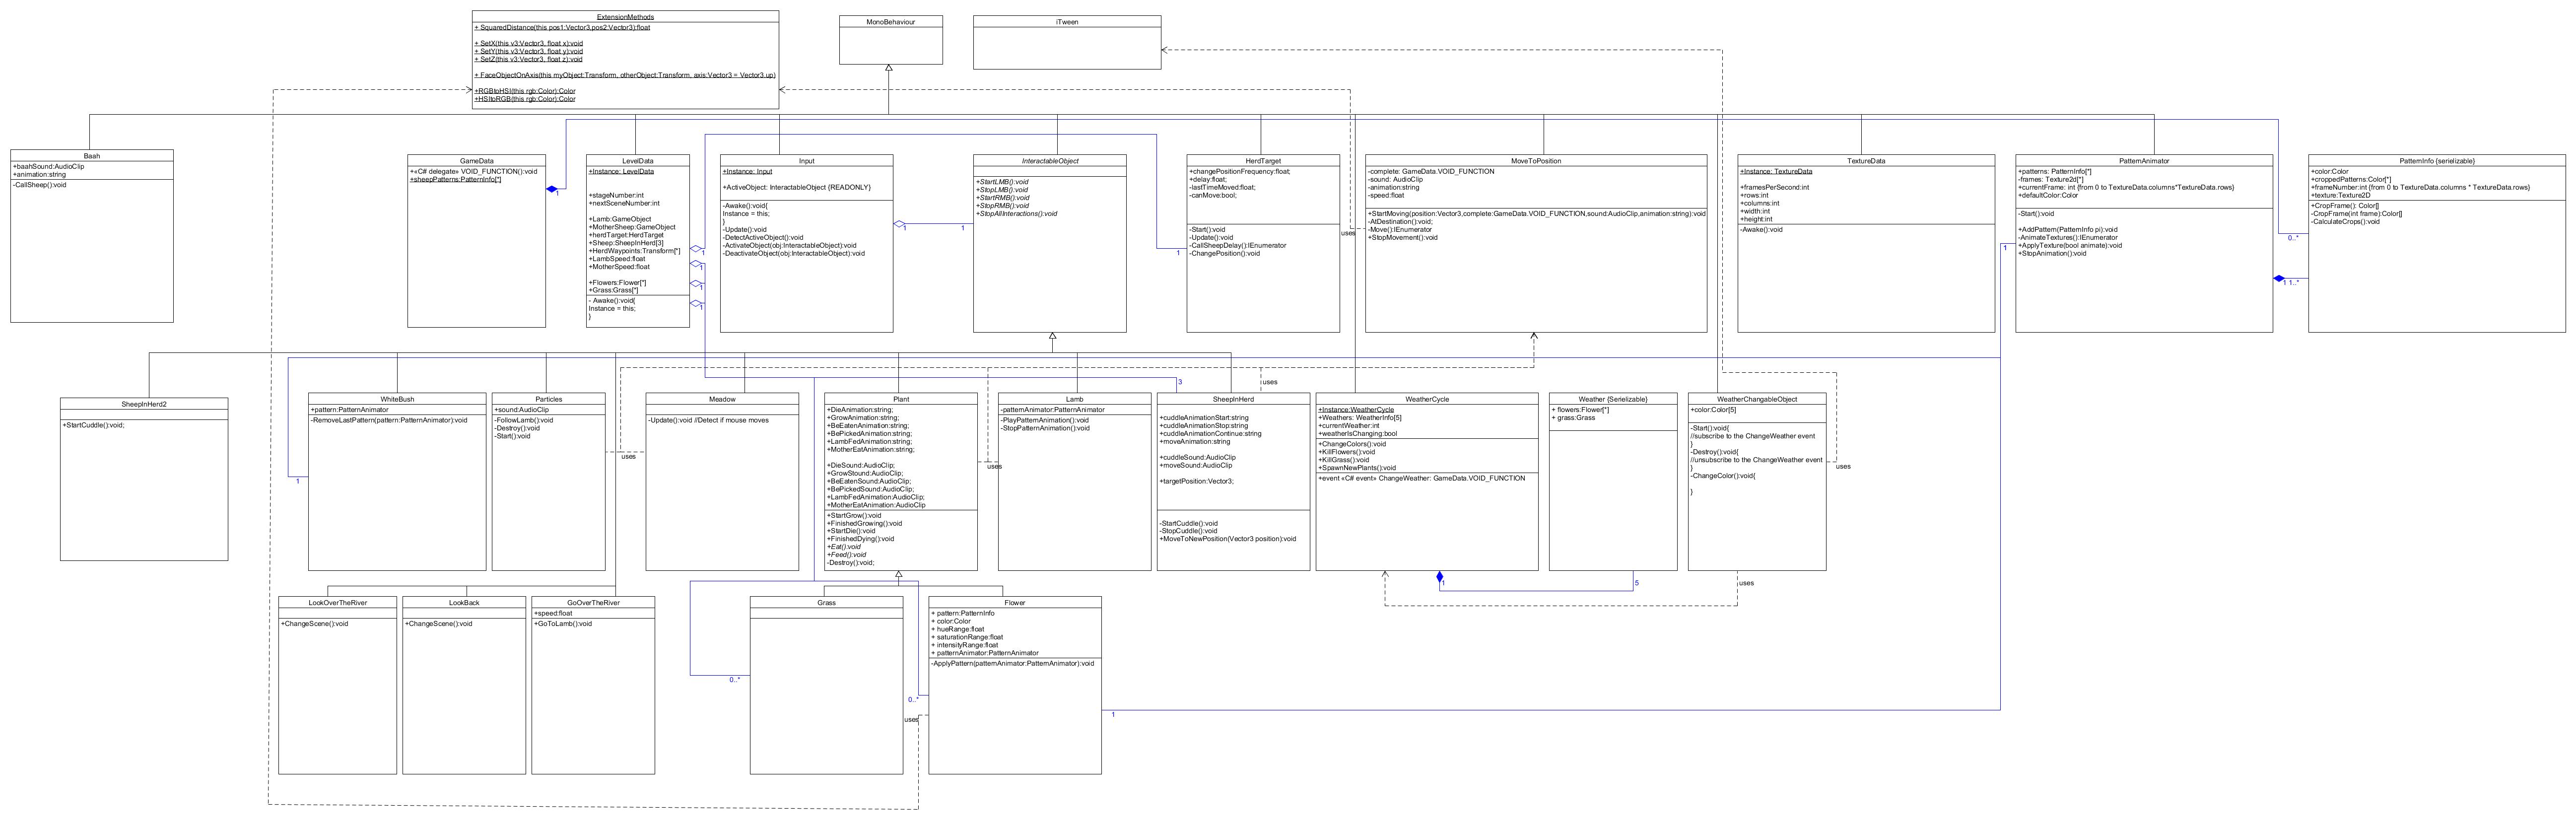 ExtensionMethods
+ SquaredDistance(this pos1:Vector3,pos2:Vector3):float
+ SetX(this v3:Vector3, float x):void
+ SetY(this v3:Vector3, float y):void
+ SetZ(this v3:Vector3, float z):void
+ FaceObjectOnAxis(this myObject:Transform, otherObject:Transform, axis:Vector3 = Vector3.up)
+RGBtoHSI(this rgb:Color):Color
+HSItoRGB(this rgb:Color):Color
MonoBehaviour
iTween
Baah
+baahSound:AudioClip
+animation:string
-CallSheep():void
GameData
+«C# delegate» VOID_FUNCTION():void
+sheepPatterns:PatternInfo[*]
1
LevelData
+Instance: LevelData
+stageNumber:int
+nextSceneNumber:int
+Lamb:GameObject
+MotherSheep:GameObject
+herdTarget:HerdTarget
+Sheep:SheepInHerd[3]
+HerdWaypoints:Transform[*]
+LambSpeed:float
+MotherSpeed:float
+Flowers:Flower[*]
+Grass:Grass[*]
- Awake():void{
Instance = this;
}
1
1
1
1
Input
+Instance: Input
+ActiveObject: InteractableObject {READONLY}
-Awake():void{
Instance = this;
}
-Update():void
-DetectActiveObject():void
-ActivateObject(obj:InteractableObject):void
-DeactivateObject(obj:InteractableObject):void
1
1
InteractableObject
+StartLMB():void
+StopLMB():void
+StartRMB():void
+StopRMB():void
+StopAllInteractions():void
HerdTarget
+changePositionFrequency:float;
+delay:float;
-lastTimeMoved:float;
-canMove:bool;
-Start():void
-Update():void
-CallSheepDelay():IEnumerator
-ChangePosition():void
1
uses
MoveToPosition
-complete: GameData.VOID_FUNCTION
-sound: AudioClip
-animation:string
-speed:float
+StartMoving(position:Vector3,complete:GameData.VOID_FUNCTION,sound:AudioClip,animation:string):void
-AtDestination():void;
-Move():IEnumerator
+StopMovement():void
TextureData
+Instance: TextureData
+framesPerSecond:int
+rows:int
+columns:int
+width:int
+height:int
-Awake():void
1
PatternAnimator
+patterns: PatternInfo[*]
-frames: Texture2d[*]
+currentFrame: int {from 0 to TextureData.columns*TextureData.rows}
+defaultColor:Color
-Start():void
+AddPattern(PatternInfo pi):void
-AnimateTextures():IEnumerator
+ApplyTexture(bool animate):void
+StopAnimation():void
0..*
1 1..*
PatternInfo {serielizable}
+color:Color
+croppedPatterns:Color[*]
+frameNumber:int {from 0 to TextureData.columns * TextureData.rows}
+texture:Texture2D
+CropFrame(): Color[]
-CropFrame(int frame):Color[]
-CalculateCrops():void
SheepInHerd2
+StartCuddle():void;
WhiteBush
+pattern:PatternAnimator
-RemoveLastPattern(pattern:PatternAnimator):void
1
Particles
+sound:AudioClip
-FollowLamb():void
-Destroy():void
-Start():void
uses
Meadow
-Update():void //Detect if mouse moves
Plant
+DieAnimation:string;
+GrowAnimation:string;
+BeEatenAnimation:string;
+BePickedAnimation:string;
+LambFedAnimation:string;
+MotherEatAnimation:string;
+DieSound:AudioClip;
+GrowStound:AudioClip;
+BeEatenSound:AudioClip;
+BePickedSound:AudioClip;
+LambFedAnimation:AudioClip;
+MotherEatAnimation:AudioClip
+StartGrow():void
+FinishedGrowing():void
+StartDie():void
+FinishedDying():void
+Eat():void
+Feed():void
-Destroy():void;
uses
Lamb
-patternAnimator:PatternAnimator
-PlayPatternAnimation():void
-StopPatternAnimation():void
3
uses
SheepInHerd
+cuddleAnimationStart:string
+cuddleAnimationStop:string
+cuddleAnimationContinue:string
+moveAnimation:string
+cuddleSound:AudioClip
+moveSound:AudioClip
+targetPosition:Vector3;
-StartCuddle():void
-StopCuddle():void
+MoveToNewPosition(Vector3 position):void
WeatherCycle
+Instance:WeatherCycle
+Weathers: WeatherInfo[5]
+currentWeather:int
+weatherIsChanging:bool
+ChangeColors():void
+KillFlowers():void
+KillGrass():void
+SpawnNewPlants():void
+event «C# event» ChangeWeather: GameData.VOID_FUNCTION
1
Weather {Serielizable}
+ flowers:Flower[*]
+ grass:Grass
5
WeatherChangableObject
+color:Color[5]
-Start():void{
//subscribe to the ChangeWeather event
}
-Destroy():void{
//unsubscribe to the ChangeWeather event
}
-ChangeColor():void{
}
uses
uses
LookOverTheRiver
+ChangeScene():void
LookBack
+ChangeScene():void
GoOverTheRiver
+speed:float
+GoToLamb():void
Grass
0..*
Flower
+ pattern:PatternInfo
+ color:Color
+ hueRange:float
+ saturationRange:float
+ intensityRange:float
+ patternAnimator:PatternAnimator
-ApplyPattern(patternAnimator:PatternAnimator):void
0..*
uses
1